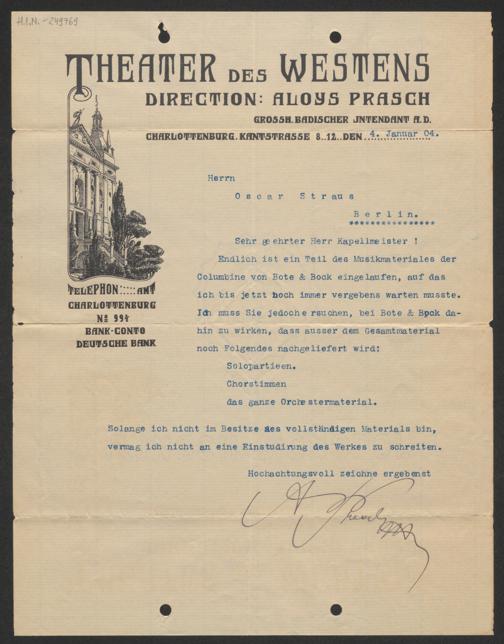 H.I.N.-249769
THEATER DES WESTENS
DIRECTION: ALOYS PRASCH
GROSSH. BADISCHER JNTENDANT A.D.
CHARLOTTENBURG. KANTSTRASSE 8.12. DEN 4. Januar 04.
Herrn
Oscar Straus
Berlin.
****************
Sehr geehrter Herr Kapellmeister !
Endlich ist ein Teil des Musikmateriales der
Columbine von Bote & Bock eingelaufen, auf das
ich bis jetzt noch immer vergebens warten musste.
Ich muss Sie jedoch ersuchen, bei Bote & Bock da-
hin zu wirken, dass ausser dem Gesamtmaterial
noch Folgendes nachgeliefert wird:
Solopartieen.
Chorstimmen
das ganze Orchestermaterial.
Solange ich nicht im Besitze des vollständigen Materials bin,
vermag ich nicht an eine Einstudirung des Werkes zu schreiten.
Hochachtungsvoll zeichne ergebenst
A Prasch
TELEPHON:::::AMT
CHARLOTTENBURG
No 994
BANK-CONTO
DEUTSCHE BANK